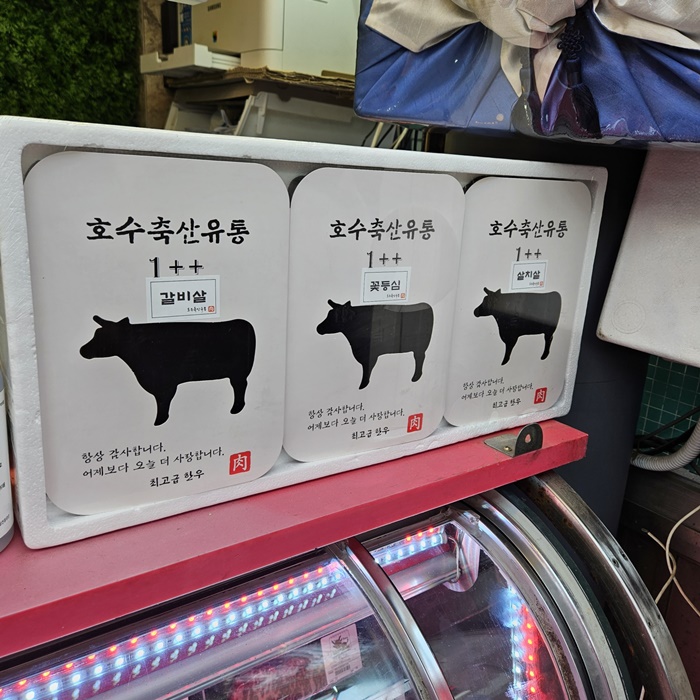 호수축산유통
1++
갈비살
항상 감사합니다.
어제보다 오늘 더 사랑합니다.
최고급 한우
肉
호수축산유통
1++
꽃등심
항상 감사합니다.
어제보다 오늘 더 사랑합니다.
최고급 한우
肉
호수축산유통
1++
살치살
항상 감사합니다.
어제보다 오늘 더 사랑합니다.
최고급 한우
肉